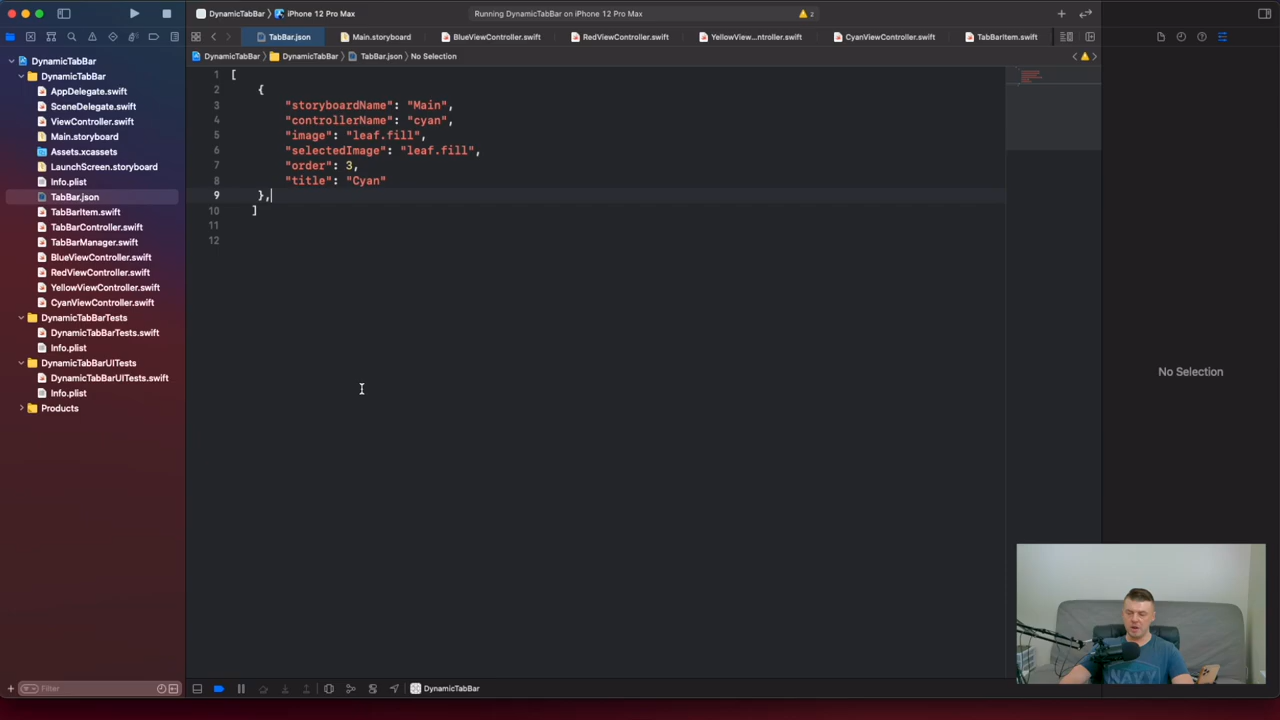 DynamicTabBar
iPhone 12 Pro Max
Running DynamicTabBar on iPhone 12 Pro Max
2
TabBar.json
Main.storyboard
BlueViewController.swift
RedViewController.swift
YellowView...ntroller.swift
CyanViewController.swift
TabBarItem.swift
DynamicTabBar
DynamicTabBar
TabBar.json
No Selection
DynamicTabBar
DynamicTabBar
AppDelegate.swift
SceneDelegate.swift
ViewController.swift
Main.storyboard
Assets.xcassets
LaunchScreen.storyboard
Info.plist
TabBar.json
TabBarItem.swift
TabBarController.swift
TabBarManager.swift
BlueViewController.swift
RedViewController.swift
YellowViewController.swift
CyanViewController.swift
DynamicTabBarTests
DynamicTabBarTests.swift
Info.plist
DynamicTabBarUITests
DynamicTabBarUITests.swift
Info.plist
Products
Filter
1 [
2 {
3 "storyboardName": "Main",
4 "controllerName": "cyan",
5 "image": "leaf.fill",
6 "selectedImage": "leaf.fill",
7 "order": 3,
8 "title": "Cyan"
9 },
10 ]
11
12
No Selection
DynamicTabBar